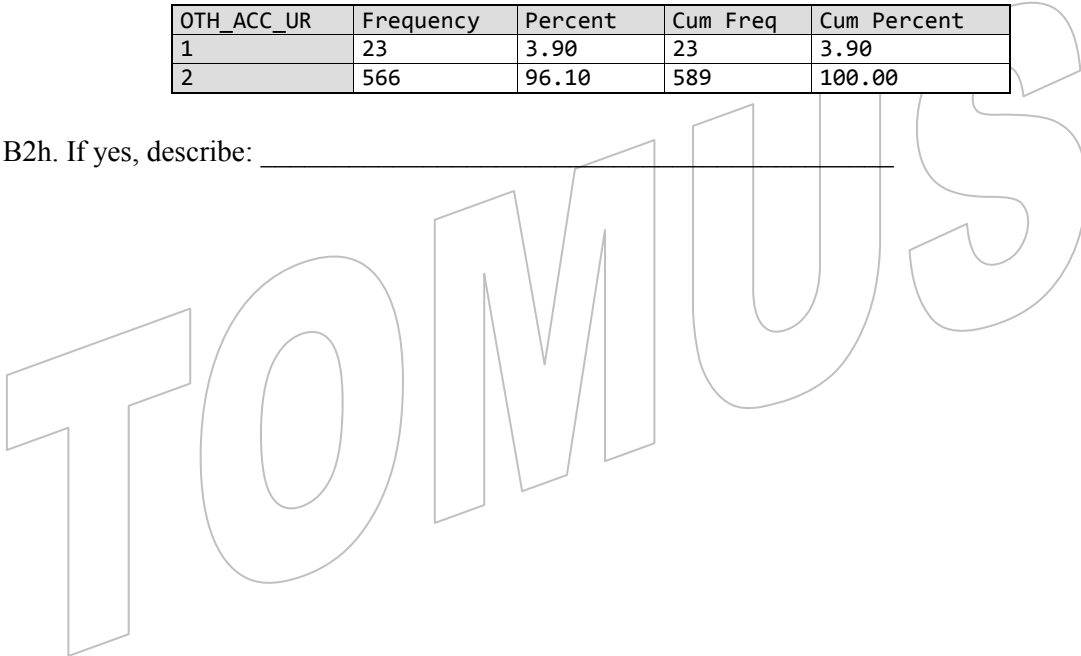 OTH_ACC_UR Frequency Percent Cum Freq Cum Percent
1 23 3.90 23 3.90
2 566 96.10 589 100.00
B2h. If yes, describe: ____________________________________________
TOMUS